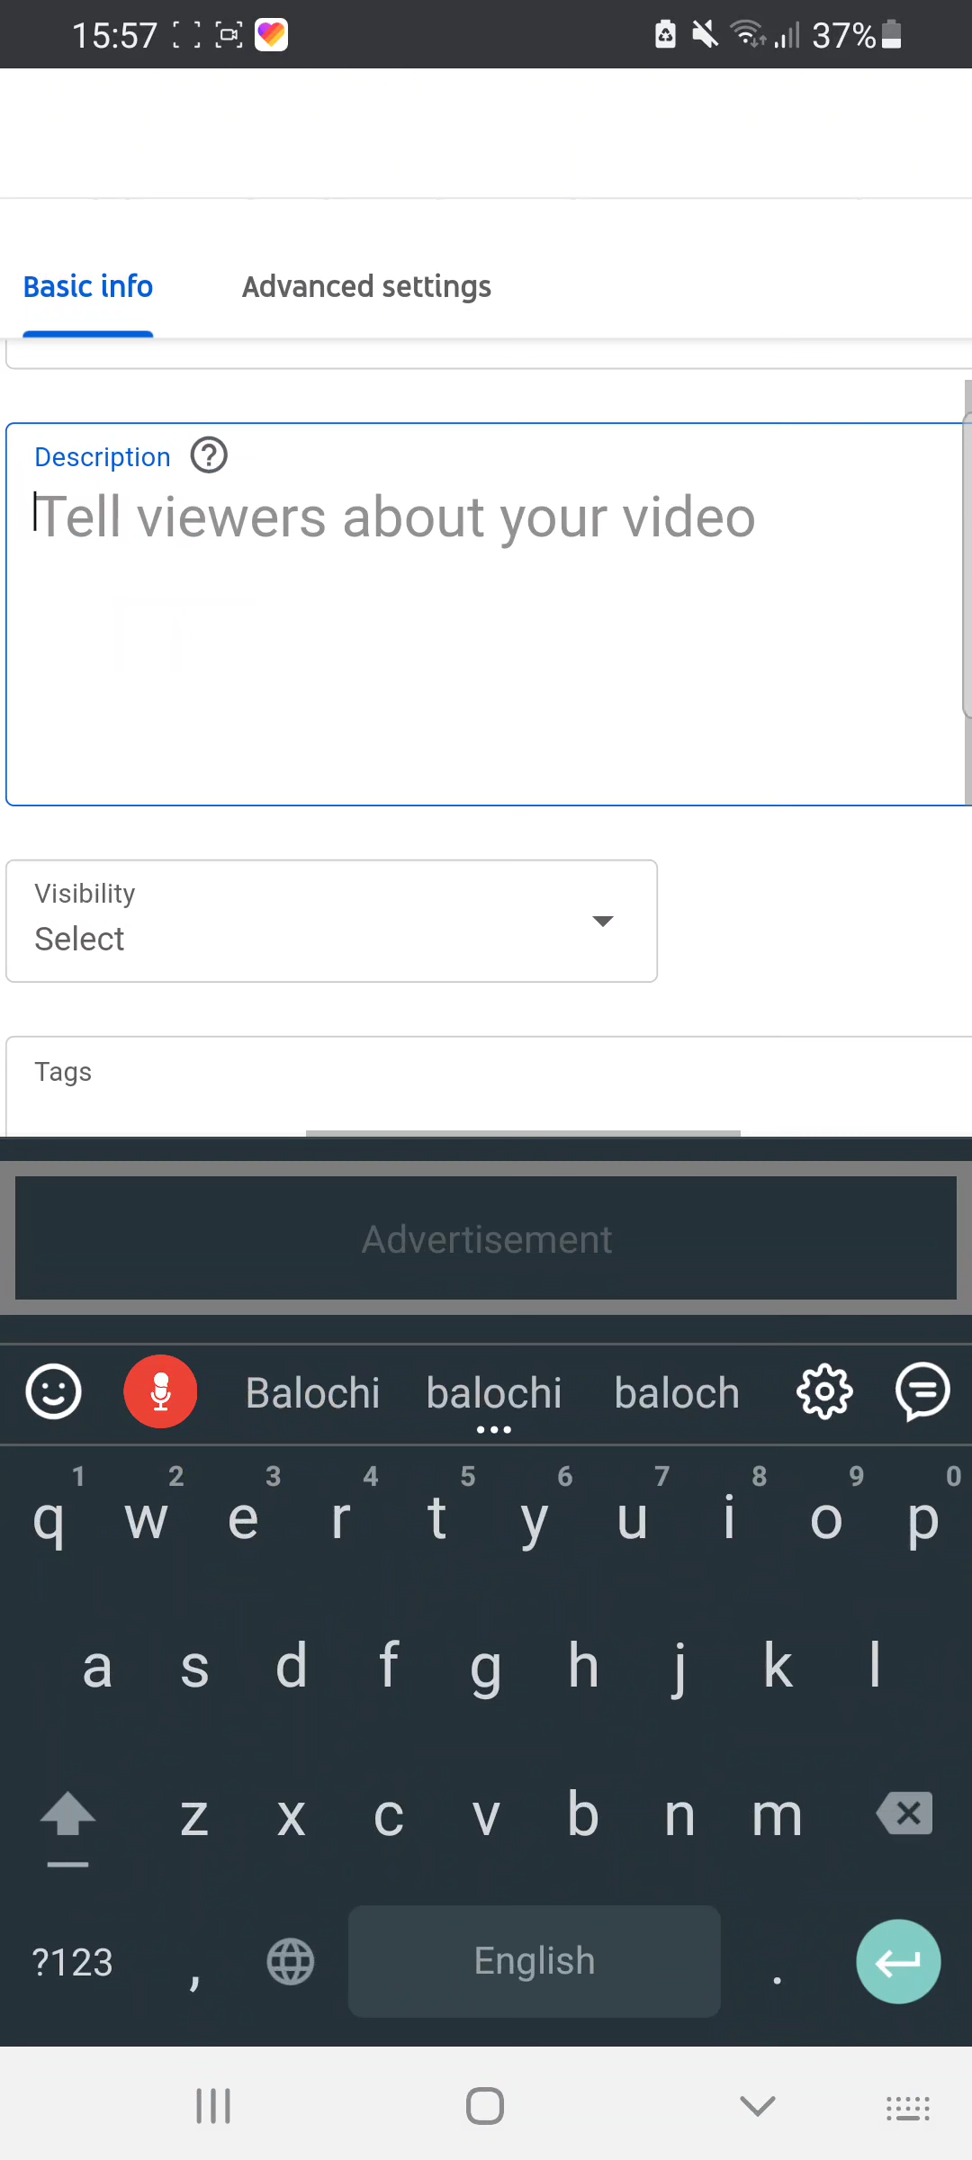 15:57 37%
Basic info Advanced settings
Description ?
Tell viewers about your video
Visibility
Select
Tags
Advertisement
Balochi balochi baloch
1 2 3 4 5 6 7 8 9 0
q w e r t y u i o p
a s d f g h j k l
z x c v b n m
?123 , English .